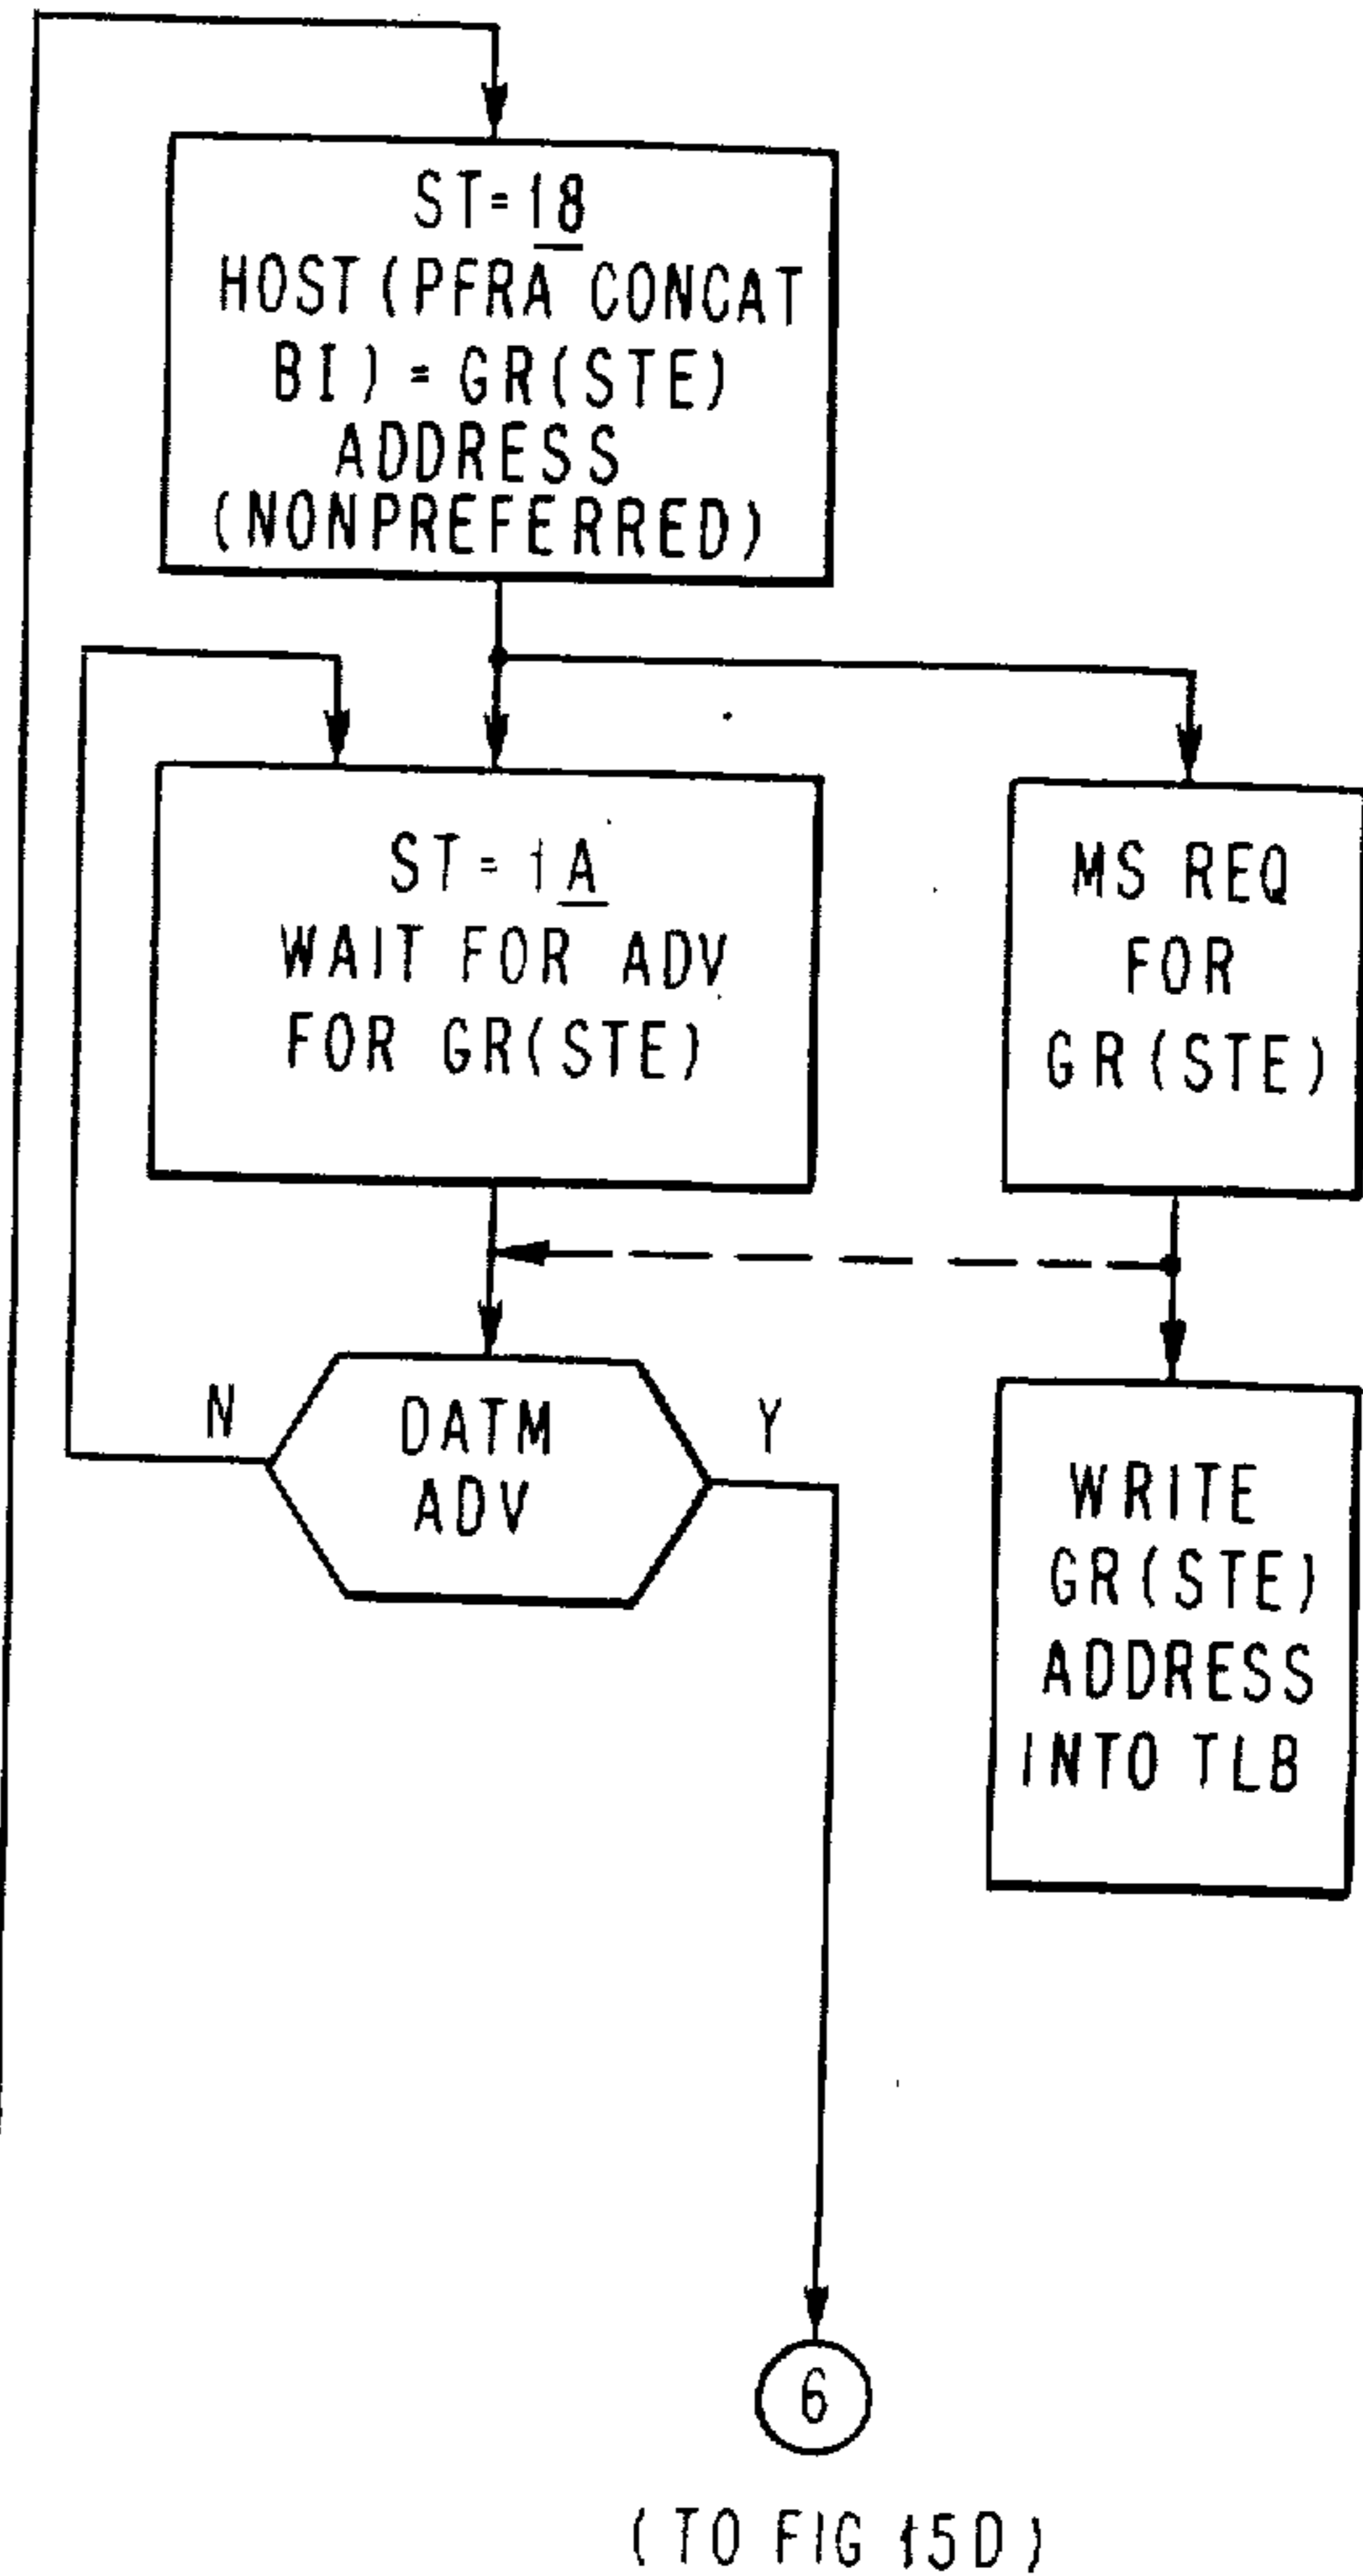 ST=18
HOST(PFRA CONCAT
BI)=GR(STE)
ADDRESS
(NONPREFERRED)
ST=1A
WAIT FOR ADV
FOR GR(STE)
MS REQ
FOR
GR(STE)
N
DATM
ADV
Y
WRITE
GR(STE)
ADDRESS
INTO TLB
6
(TO FIG 15D)